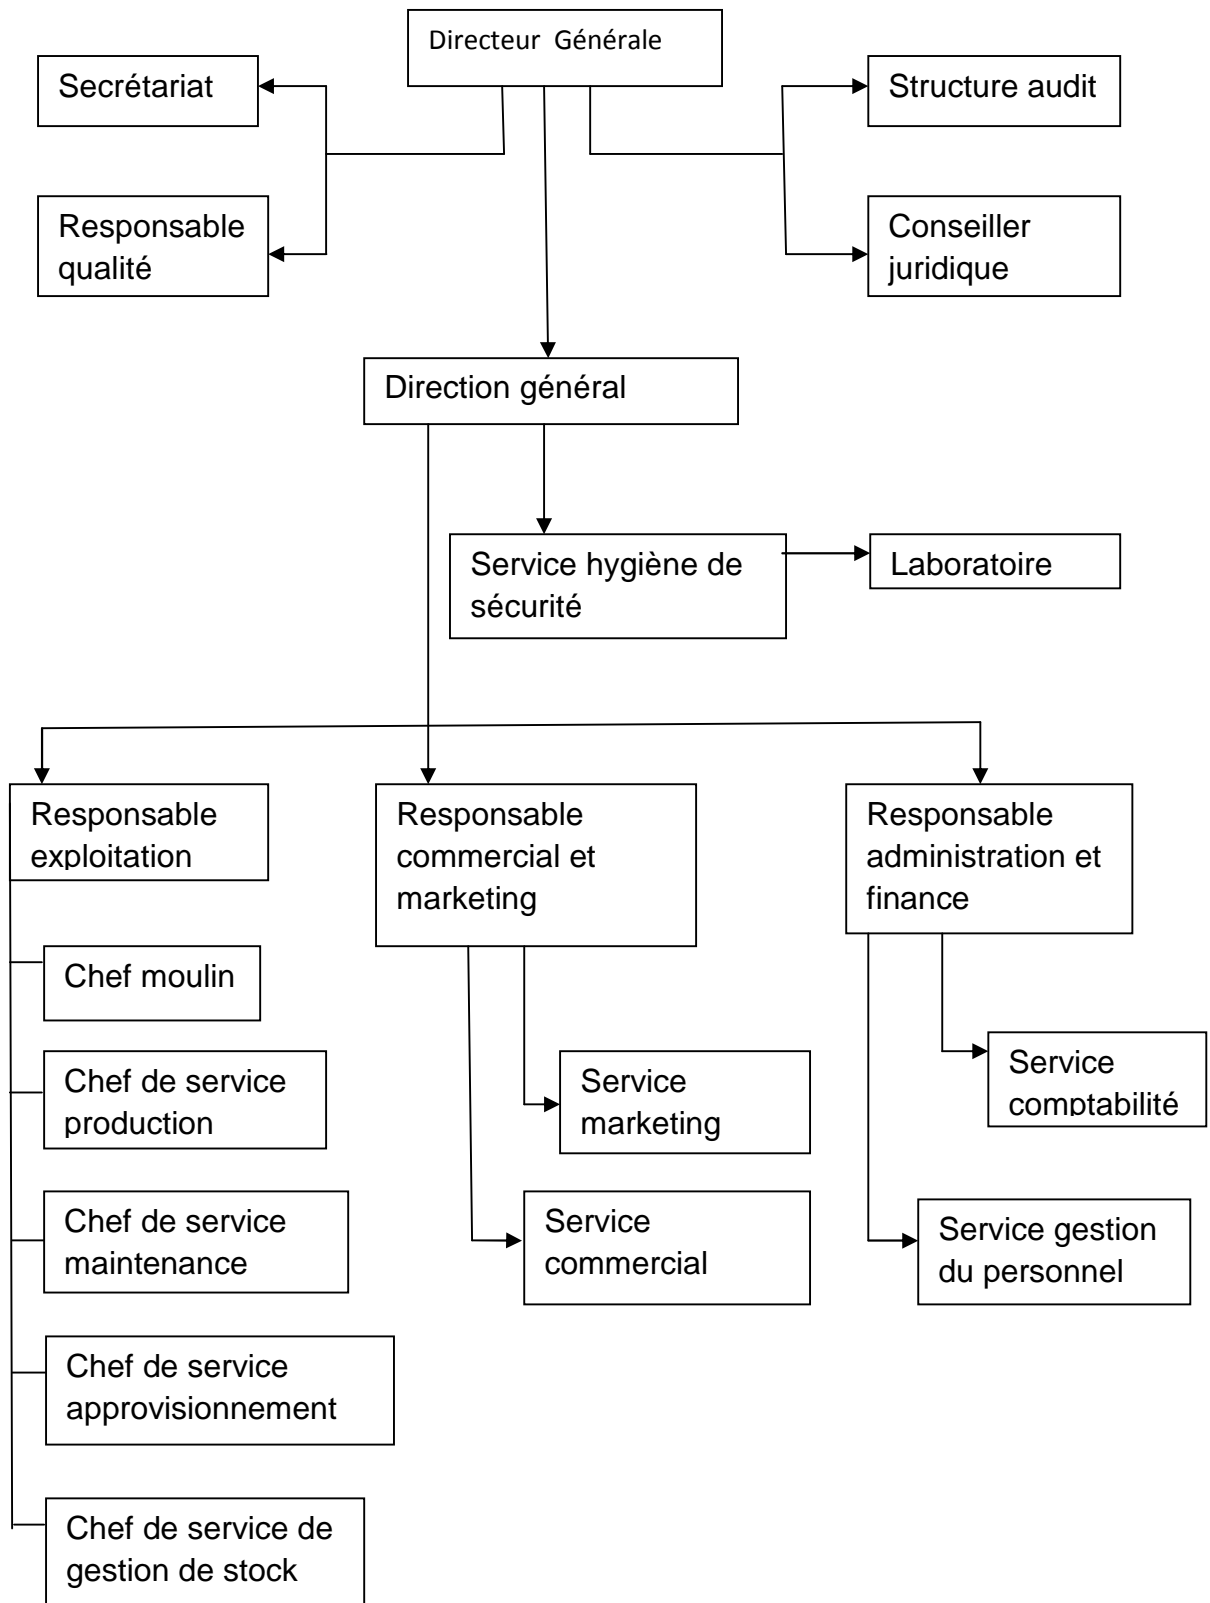 Directeur  Générale
Secrétariat
Structure audit
Responsable
qualité
Conseiller
juridique
Direction général
Service hygiène de
sécurité
Laboratoire
Responsable
exploitation
Responsable
commercial et
marketing
Responsable
administration et
finance
Chef moulin
Chef de service
production
Service
marketing
Service
comptabilité
Chef de service
maintenance
Service
commercial
Service gestion
du personnel
Chef de service
approvisionnement
Chef de service de
gestion de stock